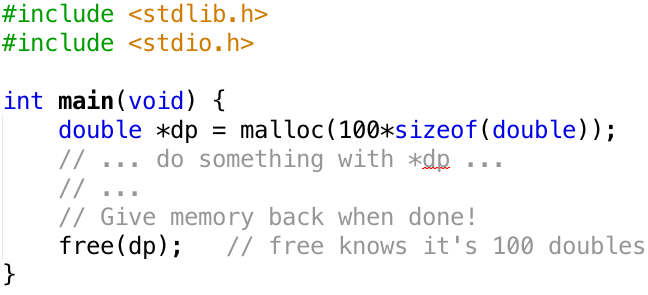 #include <stdlib.h>
#include <stdio.h>
int main(void) {
    double *dp = malloc(100*sizeof(double));
    // ... do something with *dp ...
    // ...
    // Give memory back when done!
    free(dp);   // free knows it's 100 doubles
}